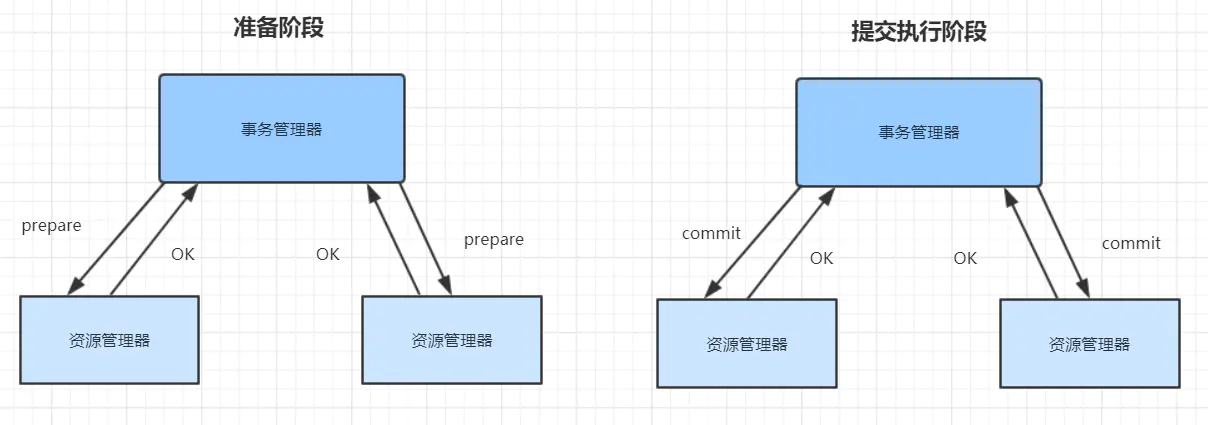 准备阶段
事务管理器
prepare
OK
OK
prepare
资源管理器
资源管理器
提交执行阶段
事务管理器
commit
OK
OK
commit
资源管理器
资源管理器